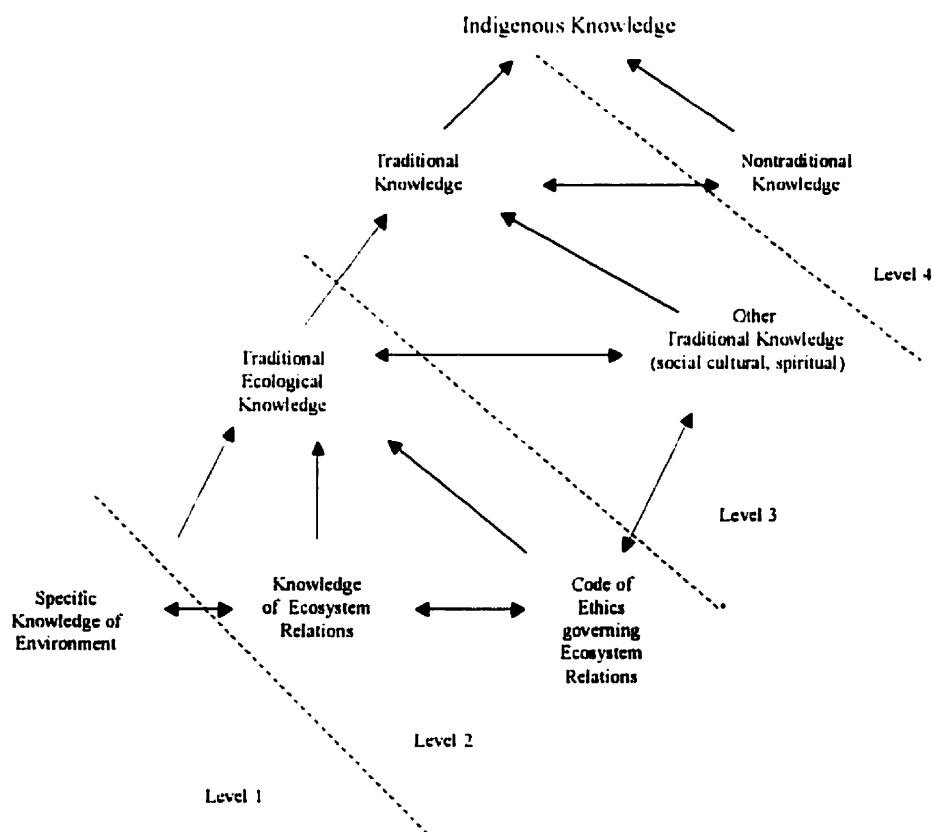 Indigenous Knowledge
Traditional
Knowledge
Nontraditional
Knowledge
Level 4
Other
Traditional Knowledge
(social cultural, spiritual)
Traditional
Ecological
Knowledge
Level 3
Specific
Knowledge of
Environment
Knowledge
of Ecosystem
Relations
Code of
Ethics
governing
Ecosystem
Relations
Level 2
Level 1